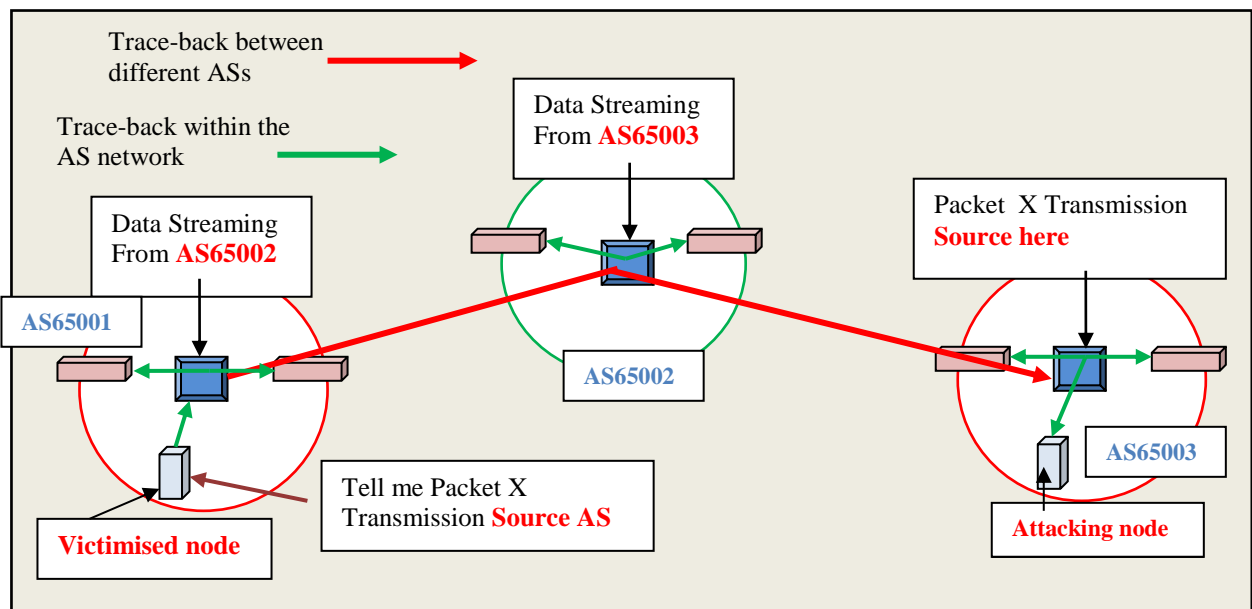 Trace-back between
different ASs
Trace-back within the
AS network
Data Streaming
From AS65003
Data Streaming
From AS65002
Packet X Transmission
Source here
AS65001
AS65002
AS65003
Tell me Packet X
Transmission Source AS
Victimised node
Attacking node